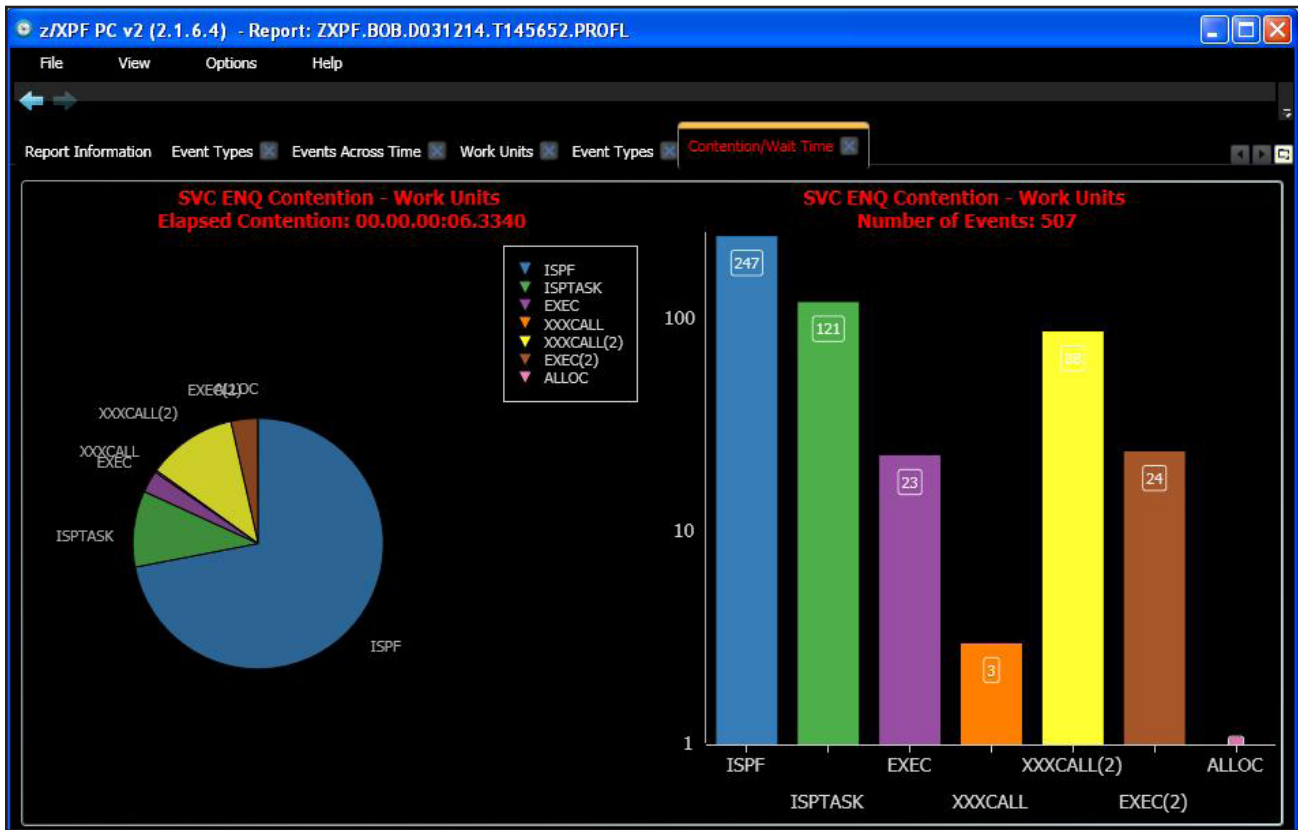 z/XPF PC v2 (2.1.6.4) - Report: ZXPF.BOB.D031214.T145652.PROFL
File View Options Help
Report Information Event Types Events Across Time Work Units Event Types Contention/Wait Time
SVC ENQ Contention - Work Units
Elapsed Contention: 00.00.00:06.3340
ISPF
ISPTASK
EXEC
XXXCALL
XXXCALL(2)
EXEC(2)
ALLOC
EXEC(2)
ALLOC
XXXCALL(2)
XXXCALL
EXEC
ISPTASK
ISPF
SVC ENQ Contention - Work Units
Number of Events: 507
100
10
1
247
121
23
3
88
24
ISPF EXEC XXXCALL(2) ALLOC
ISPTASK XXXCALL EXEC(2)